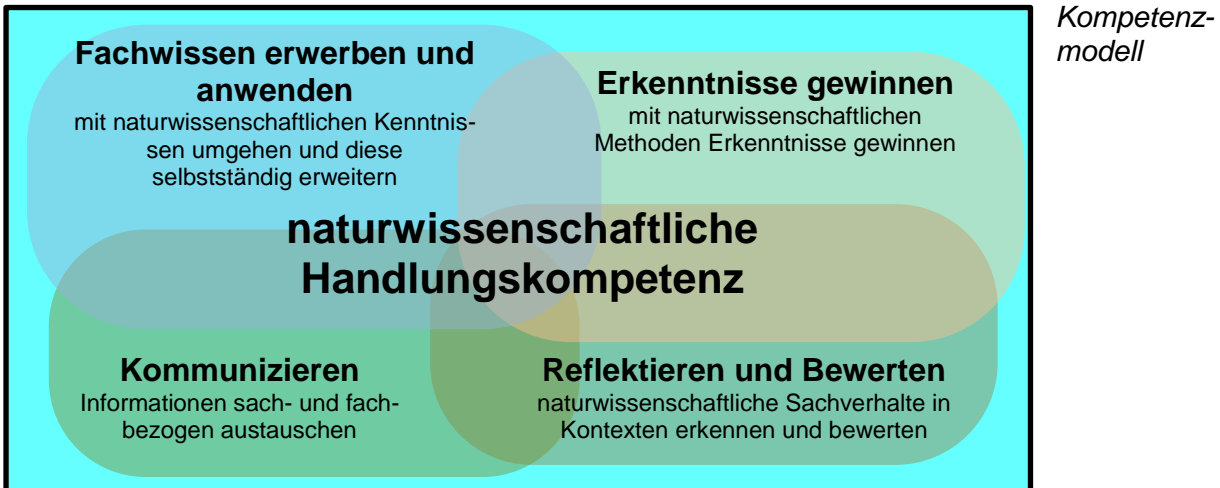 Kompetenz-
modell
Fachwissen erwerben und
anwenden
mit naturwissenschaftlichen Kenntnis-
sen umgehen und diese
selbstständig erweitern
Erkenntnisse gewinnen
mit naturwissenschaftlichen
Methoden Erkenntnisse gewinnen
naturwissenschaftliche
Handlungskompetenz
Kommunizieren
Informationen sach- und fach-
bezogen austauschen
Reflektieren und Bewerten
naturwissenschaftliche Sachverhalte in
Kontexten erkennen und bewerten